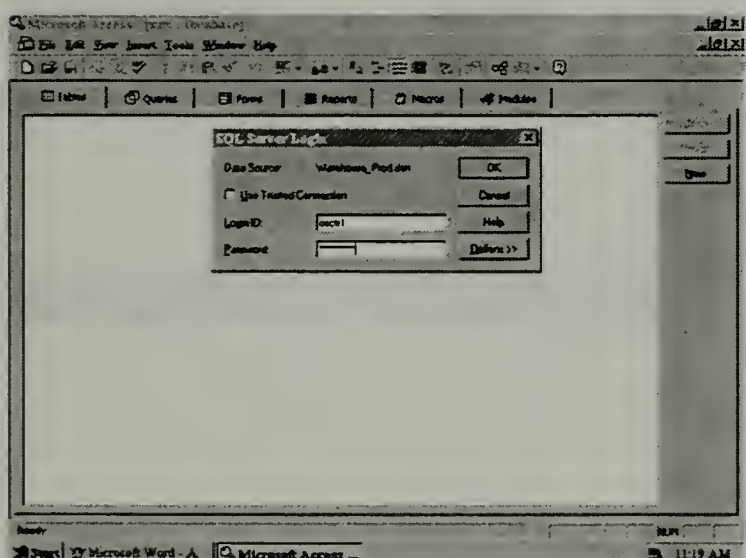 Microsoft Access
File Edit View Insert Tools Window Help
Tables Queries Forms Reports Macros Modules
New
SQL Server Login
Data Source: Warehouse_Prod.dsn
OK
Use Trusted Connection
Cancel
Login ID:
Help
Password:
Options >>
Ready
NUM
Start Microsoft Word - A Microsoft Access ...
11:19 AM